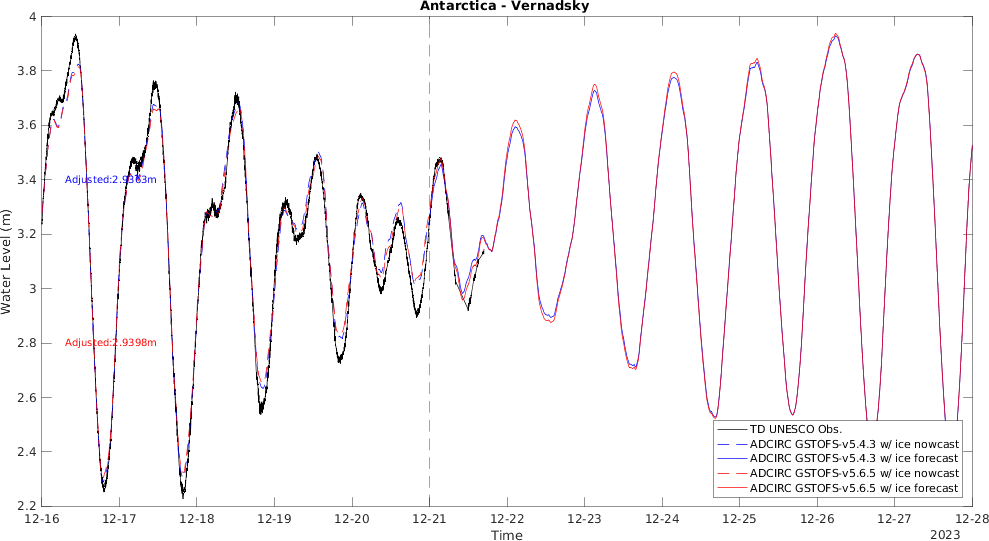 Antarctica - Vernadsky
4
3.8
3.6
3.4
3.2
3
2.8
2.6
2.4
2.2
Water Level (m)
Adjusted:2.9363m
Adjusted:2.9398m
TD UNESCO Obs.
ADCIRC GSTOFS-v5.4.3 w/ ice nowcast
ADCIRC GSTOFS-v5.4.3 w/ ice forecast
ADCIRC GSTOFS-v5.6.5 w/ ice nowcast
ADCIRC GSTOFS-v5.6.5 w/ ice forecast
12-16 12-17 12-18 12-19 12-20 12-21 12-22 12-23 12-24 12-25 12-26 12-27 12-28
Time
2023